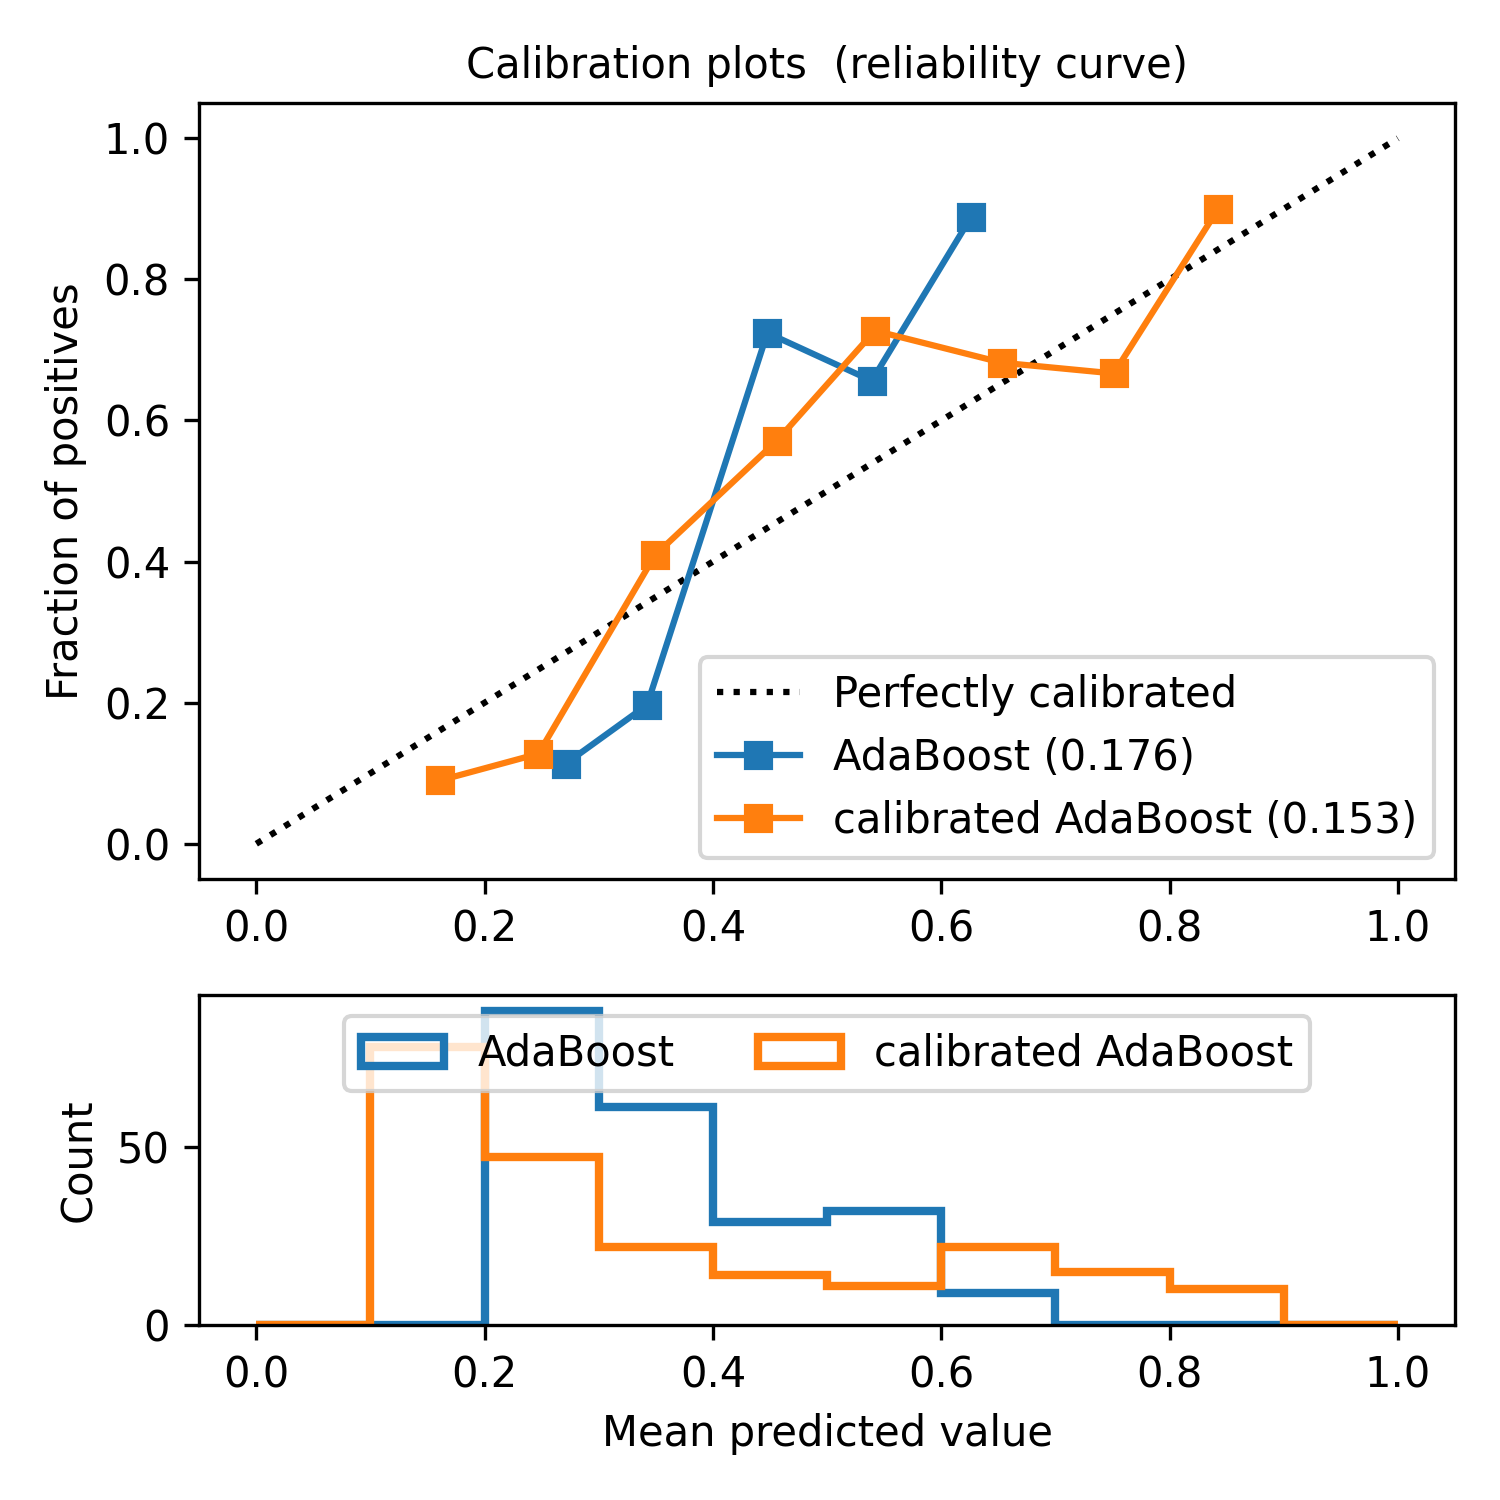 Calibration plots  (reliability curve)
Fraction of positives
1.0
0.8
0.6
0.4
0.2
0.0
Perfectly calibrated
AdaBoost (0.176)
calibrated AdaBoost (0.153)
0.0 0.2 0.4 0.6 0.8 1.0
Count
50
0
AdaBoost calibrated AdaBoost
0.0 0.2 0.4 0.6 0.8 1.0
Mean predicted value